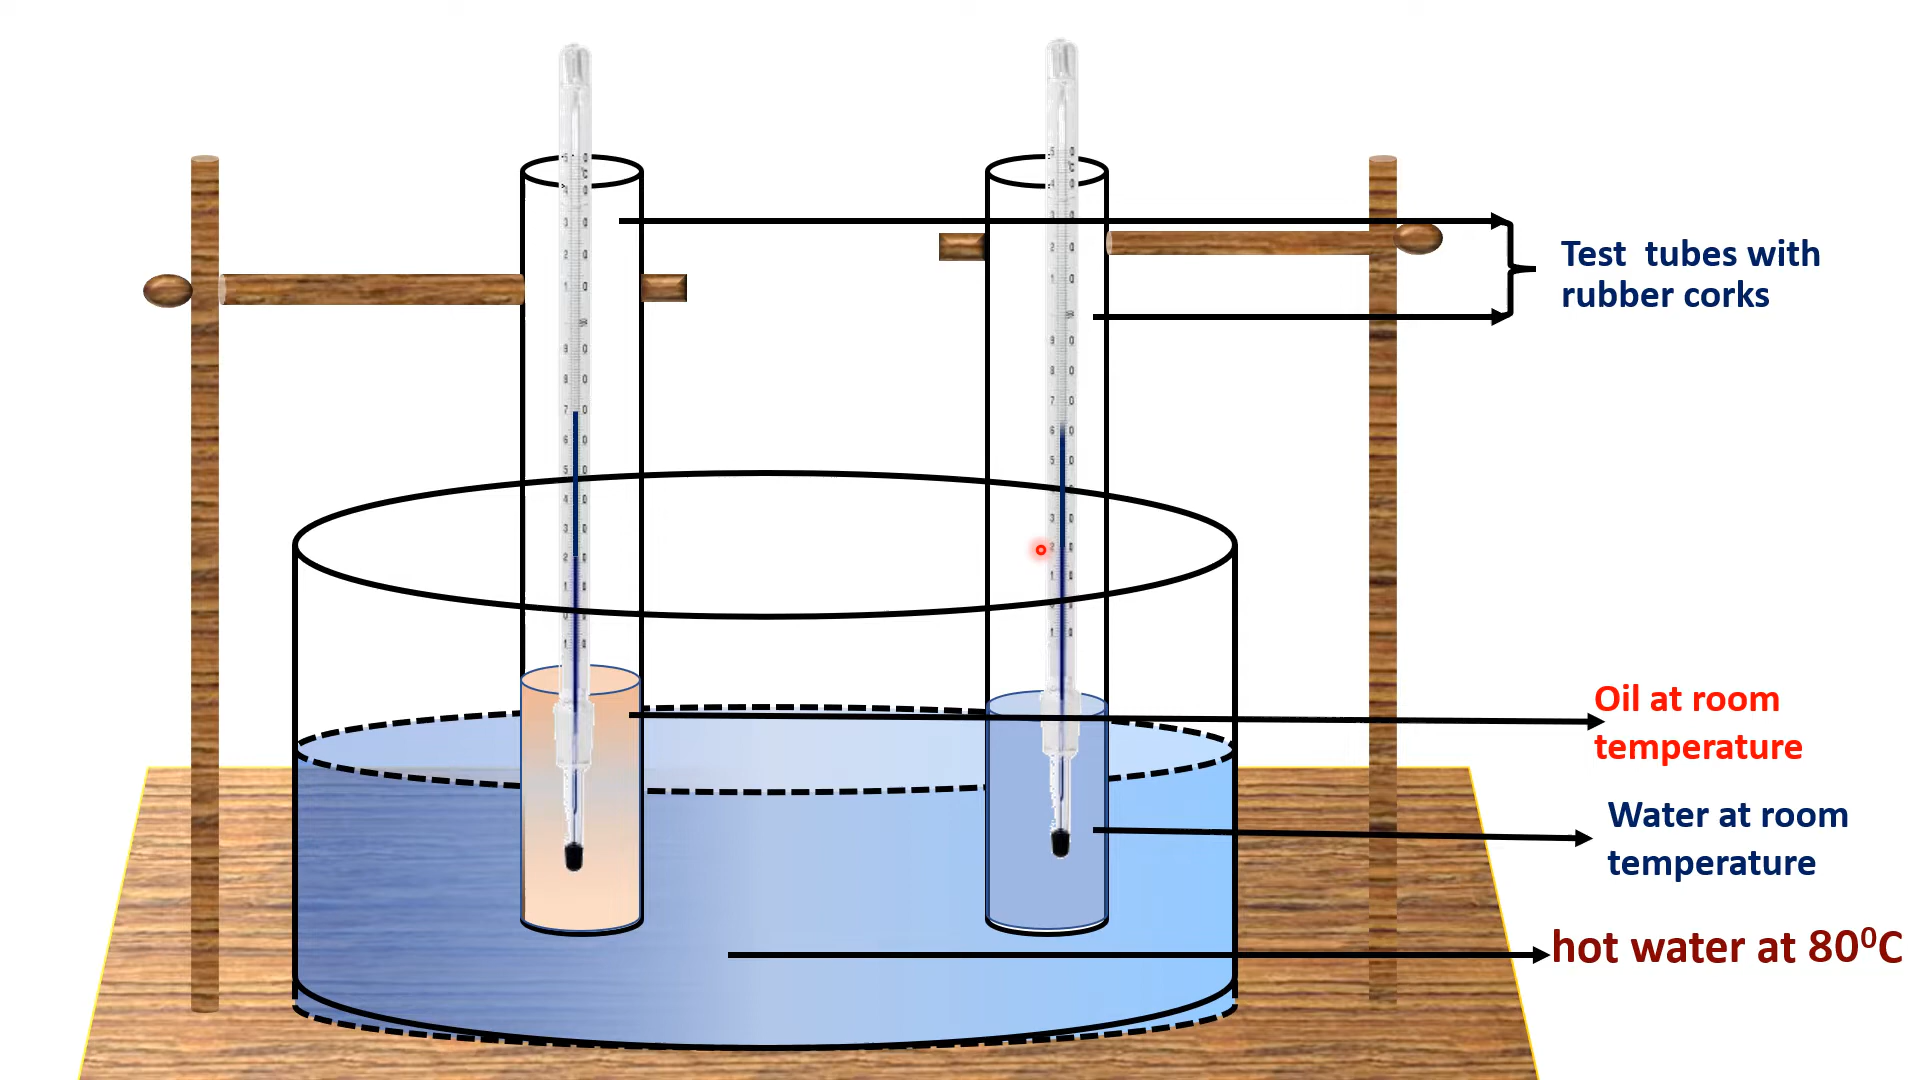 Test tubes with
rubber corks
Oil at room
temperature
Water at room
temperature
hot water at 80⁰C